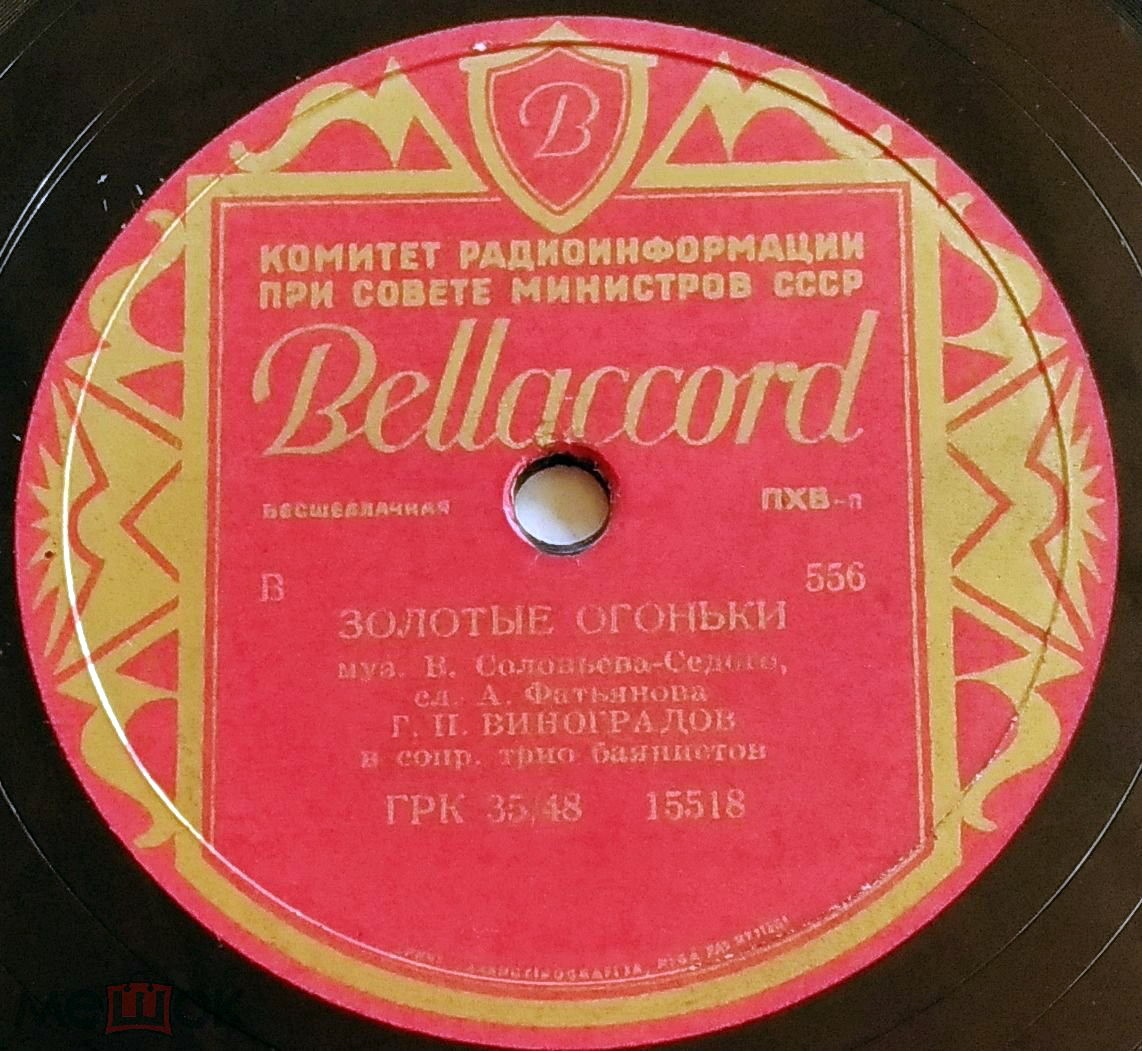 B
КОМИТЕТ РАДИОИНФОРМАЦИИ
ПРИ СОВЕТЕ МИНИСТРОВ СССР
Bellaccord
БЕСШЕЛЛАЧНАЯ ПХВ-п
В 556
ЗОЛОТЫЕ ОГОНЬКИ
муз. В. Соловьева-Седого,
сл. А. Фатьянова
Г. П. ВИНОГРАДОВ
в сопр. трио баянистов
ГРК 35/48 15518
мешок